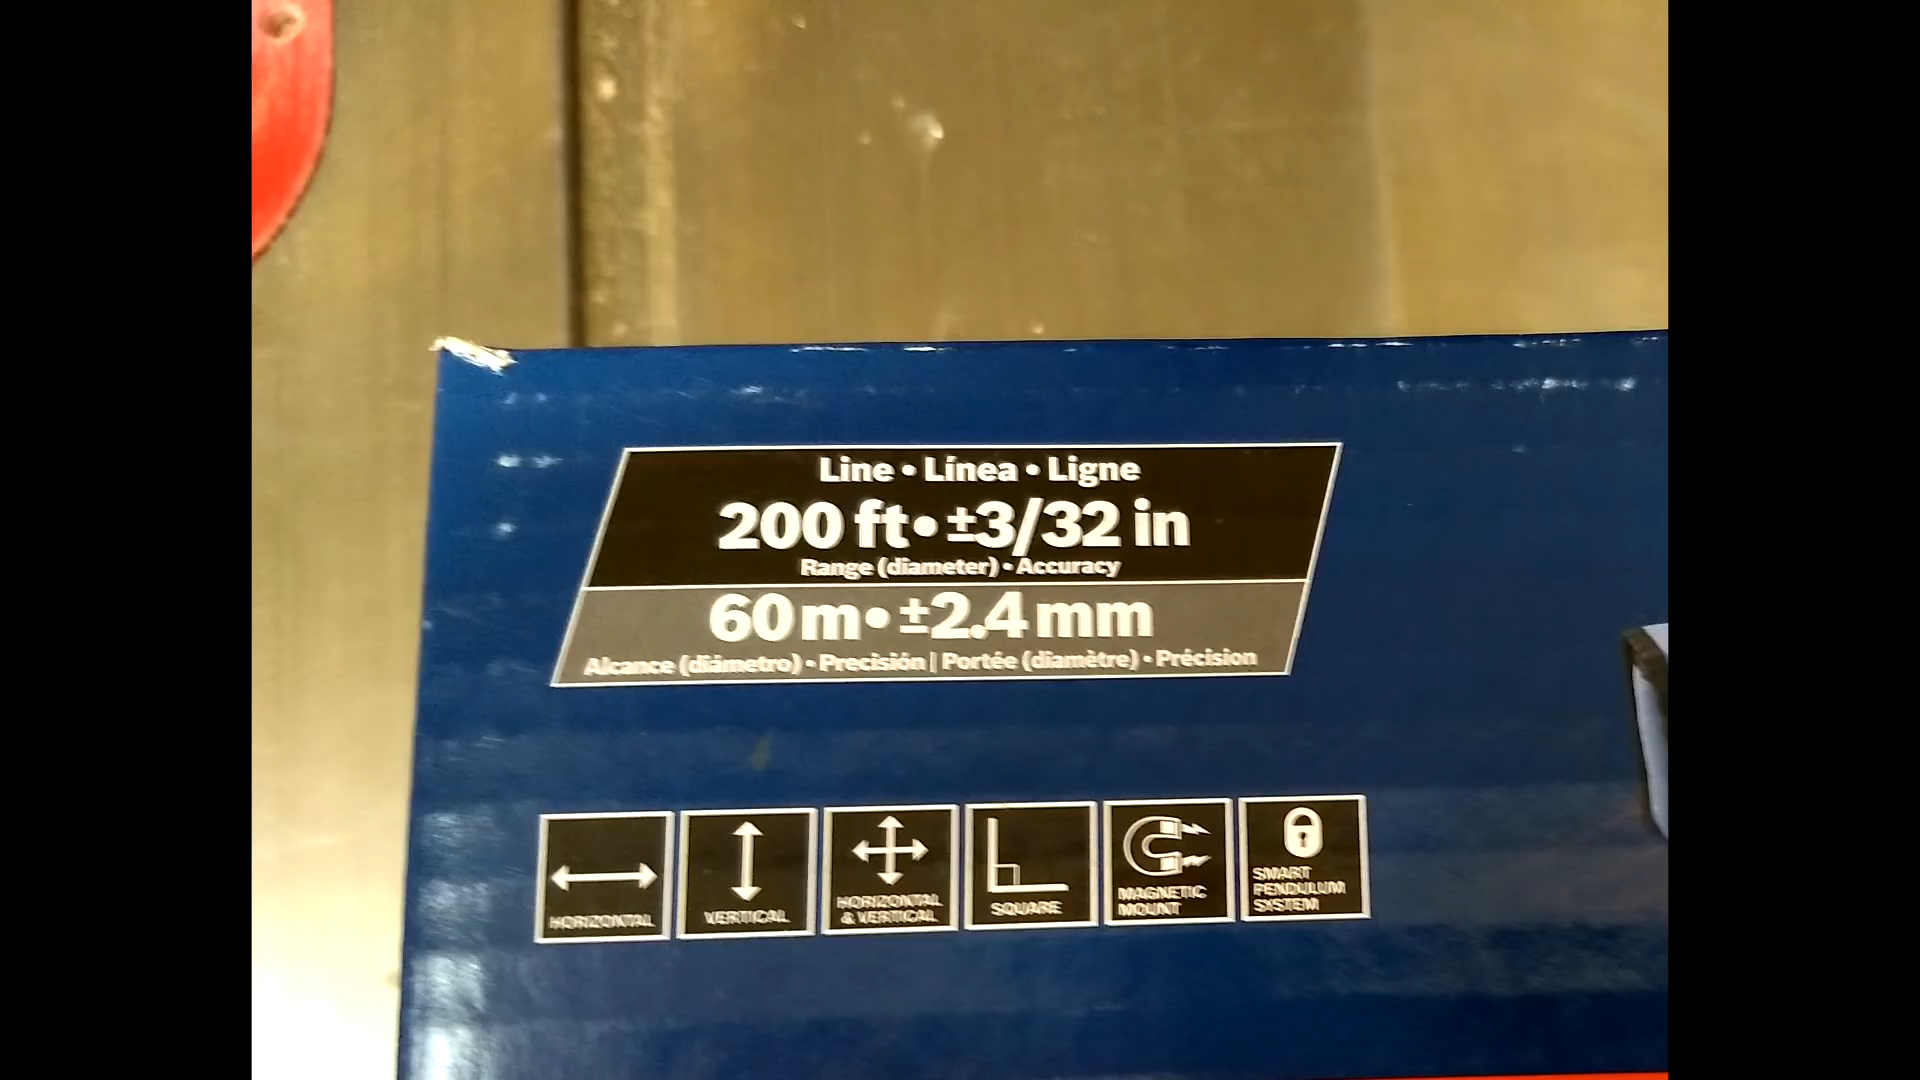 Line • Línea • Ligne
200 ft • ±3/32 in
Range (diameter) • Accuracy
60 m • ±2.4 mm
Alcance (diámetro) • Precisión | Portée (diamètre) • Précision
HORIZONTAL
VERTICAL
HORIZONTAL
& VERTICAL
SQUARE
MAGNETIC
MOUNT
SMART
PENDULUM
SYSTEM